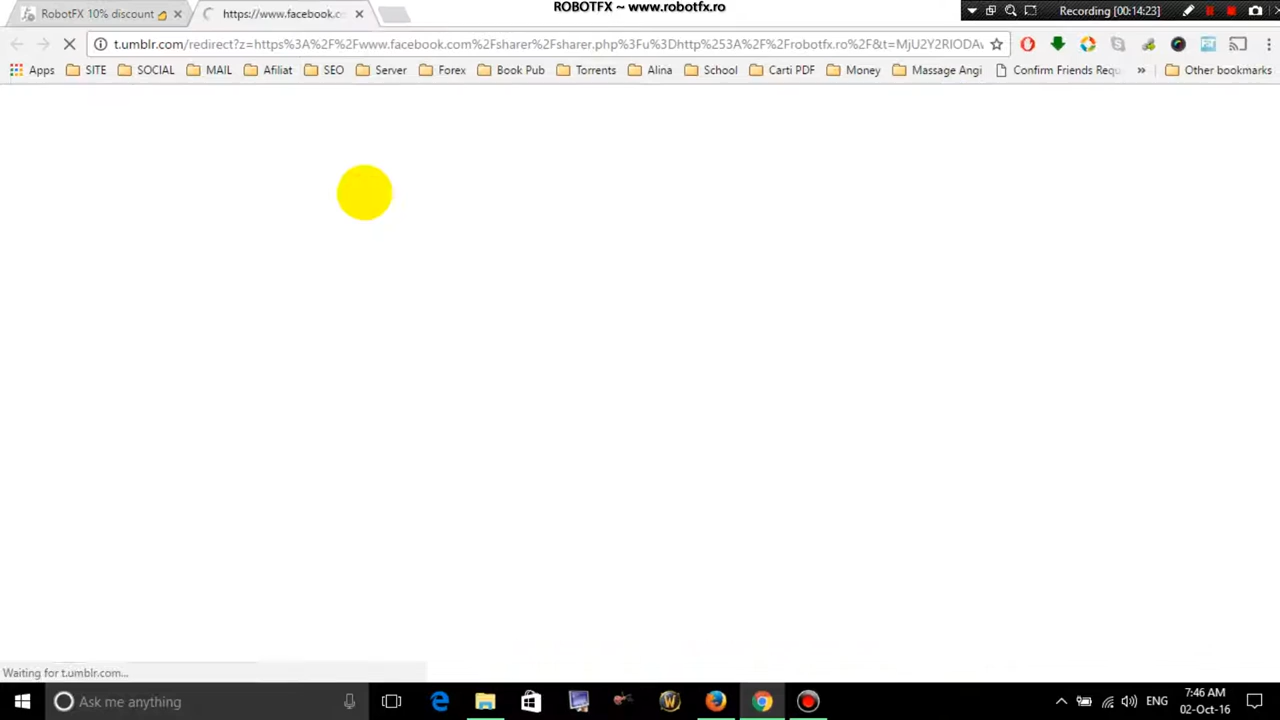 ROBOTFX ~ www.robotfx.ro
Recording [00:14:23]
RobotFX 10% discount
https://www.facebook.co
t.umblr.com/redirect?z=https%3A%2F%2Fwww.facebook.com%2Fsharer%2Fsharer.php%3Fu%3Dhttp%253A%2F%2Frobotfx.ro%2F&t=MjU2Y2RlODAv
Apps SITE SOCIAL MAIL Afiliat SEO Server Forex Book Pub Torrents Alina School Carti PDF Money Massage Angi Confirm Friends Requ » Other bookmarks
Waiting for t.umblr.com...
Ask me anything
ENG
7:46 AM
02-Oct-16